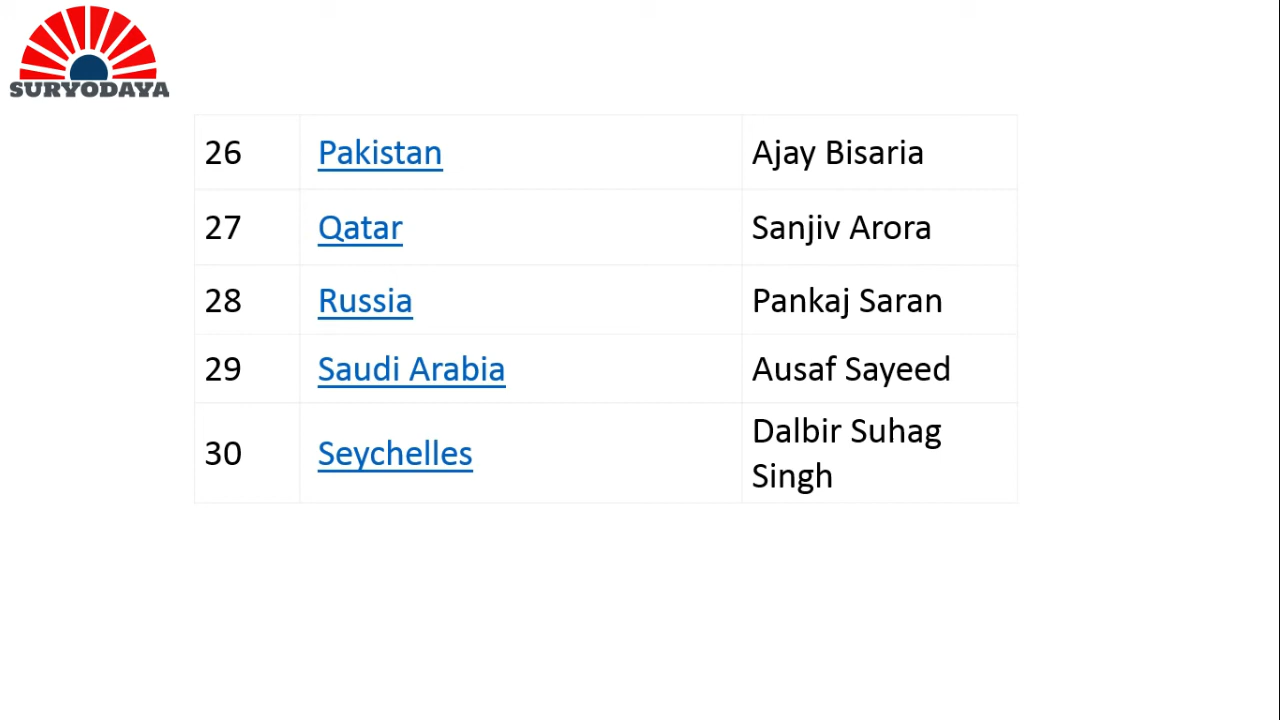 SURYODAYA
26 Pakistan Ajay Bisaria
27 Qatar Sanjiv Arora
28 Russia Pankaj Saran
29 Saudi Arabia Ausaf Sayeed
30 Seychelles Dalbir Suhag
Singh